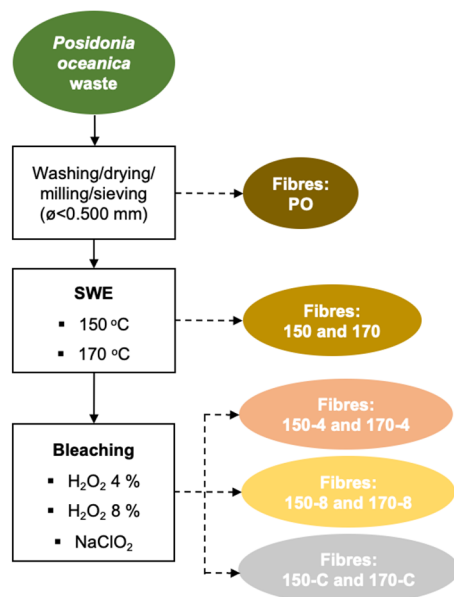 Posidonia
oceanica
waste
Washing/drying/
milling/sieving
(ø<0.500 mm)
Fibres:
PO
SWE
▪ 150 ºC
▪ 170 ºC
Fibres:
150 and 170
Bleaching
▪ H₂O₂ 4 %
▪ H₂O₂ 8 %
▪ NaClO₂
Fibres:
150-4 and 170-4
Fibres:
150-8 and 170-8
Fibres:
150-C and 170-C